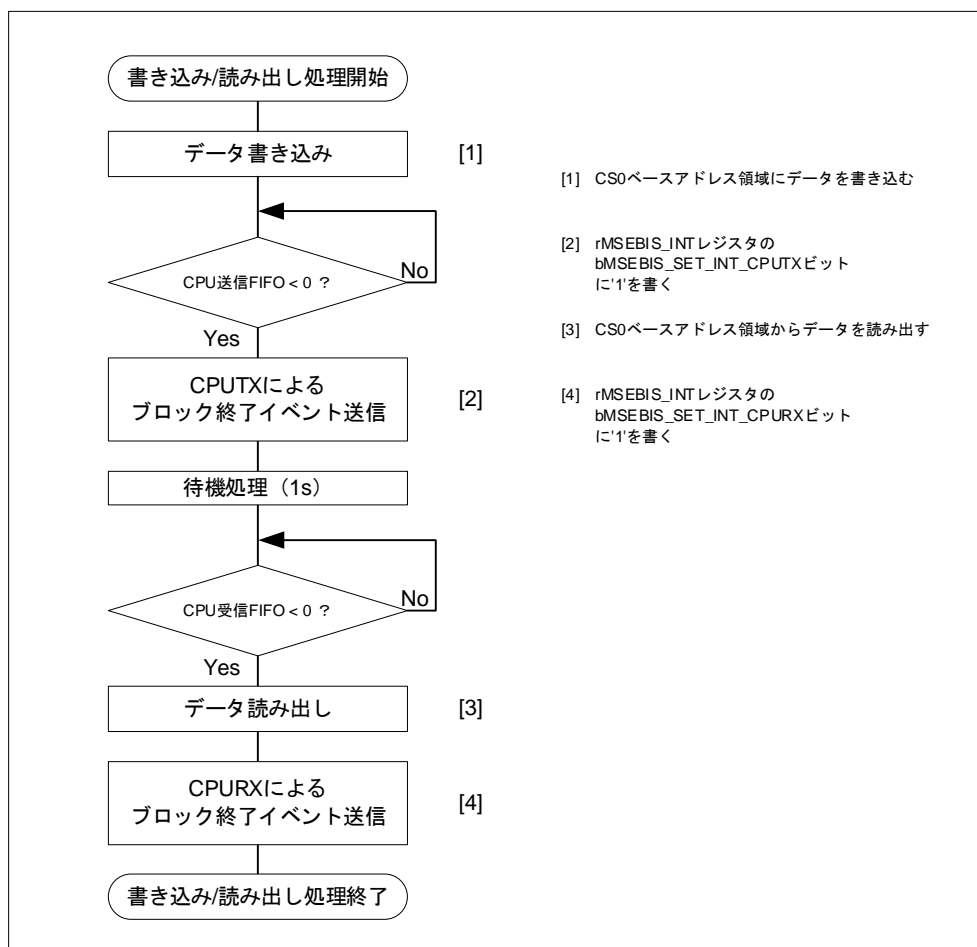 書き込み/読み出し処理開始
データ書き込み
[1]
CPU送信FIFO < 0 ?
No
Yes
CPUTXによる
ブロック終了イベント送信
[2]
待機処理（1s）
CPU受信FIFO < 0 ?
No
Yes
データ読み出し
[3]
CPURXによる
ブロック終了イベント送信
[4]
書き込み/読み出し処理終了
[1] CS0ベースアドレス領域にデータを書き込む
[2] rMSEBIS_INTレジスタの
bMSEBIS_SET_INT_CPUTXビット
に'1'を書く
[3] CS0ベースアドレス領域からデータを読み出す
[4] rMSEBIS_INTレジスタの
bMSEBIS_SET_INT_CPURXビット
に'1'を書く